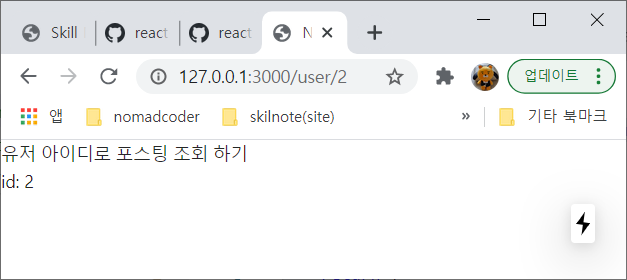 Skill
react
react
N
127.0.0.1:3000/user/2
업데이트
앱
nomadcoder
skilnote(site)
»
기타 북마크
유저 아이디로 포스팅 조회 하기
id: 2